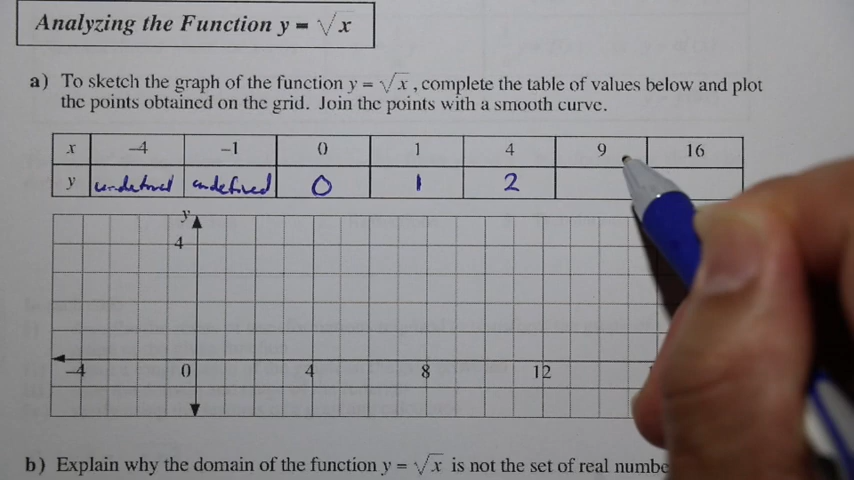 Analyzing the Function y = √x
a) To sketch the graph of the function y = √x, complete the table of values below and plot
the points obtained on the grid. Join the points with a smooth curve.
x -4 -1 0 1 4 9 16
y undefined undefined 0 1 2
y
4
-4 0 4 8 12
b) Explain why the domain of the function y = √x is not the set of real